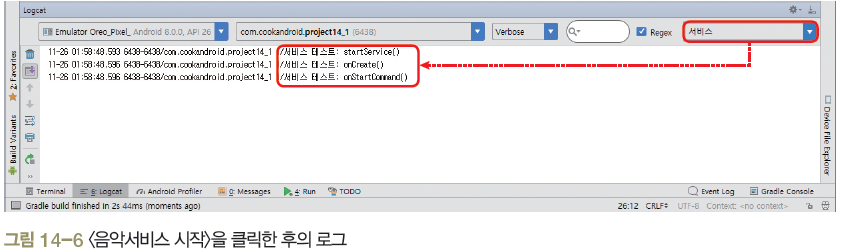 Logcat
Emulator Oreo_Pixel_ Android 8.0.0, API 26 com.cookandroid.project14_1 (6438) Verbose Regex 서비스
11-26 01:58:48.593 6438-6438/com.cookandroid.project14_1 I/서비스 테스트: startService()
11-26 01:58:48.595 6438-6438/com.cookandroid.project14_1 I/서비스 테스트: onCreate()
11-26 01:58:48.596 6438-6438/com.cookandroid.project14_1 I/서비스 테스트: onStartCommand()
2: Favorites
Build Variants
Device File Explorer
Terminal 6: Logcat Android Profiler 0: Messages 4: Run TODO Event Log Gradle Console
Gradle build finished in 2s 44ms (moments ago) 26:12 CRLF UTF-8 Context: <no context>
그림 14-6 〈음악서비스 시작〉을 클릭한 후의 로그